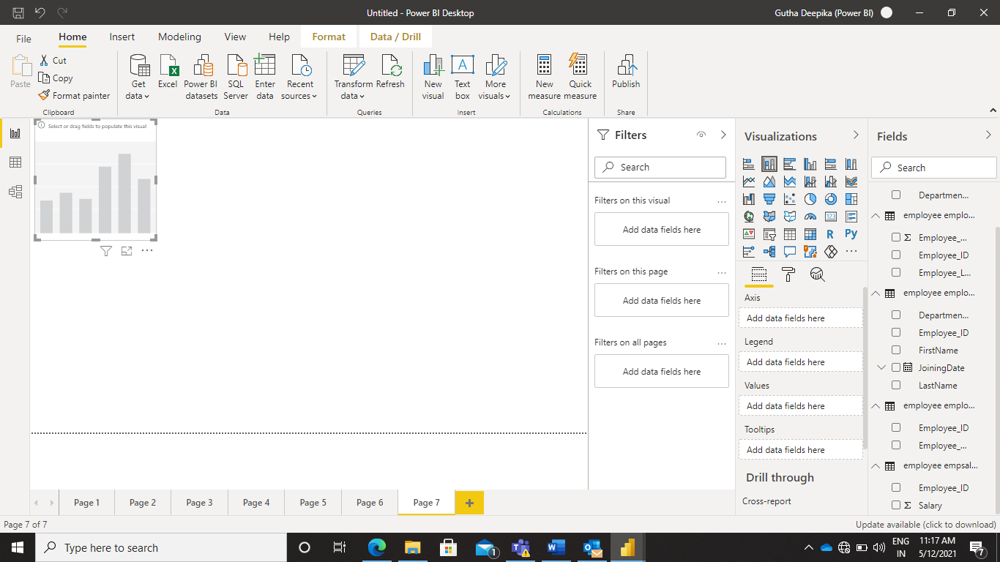 Untitled - Power BI Desktop
Gutha Deepika (Power BI)
File
Home
Insert
Modeling
View
Help
Format
Data / Drill
Paste
Cut
Copy
Format painter
Clipboard
Get
data
Excel
Power BI
datasets
SQL
Server
Enter
data
Recent
sources
Data
Transform
data
Refresh
Queries
New
visual
Text
box
More
visuals
Insert
New
measure
Quick
measure
Calculations
Publish
Share
Select or drag fields to populate this visual
Filters
Search
Filters on this visual
Add data fields here
Filters on this page
Add data fields here
Filters on all pages
Add data fields here
Visualizations
R
Py
Axis
Add data fields here
Legend
Add data fields here
Values
Add data fields here
Tooltips
Add data fields here
Drill through
Cross-report
Fields
Search
Departmen...
employee emplo...
Employee_...
Employee_ID
Employee_L...
employee emplo...
Departmen...
Employee_ID
FirstName
JoiningDate
LastName
employee emplo...
Employee_ID
Employee_...
employee empsal...
Employee_ID
Salary
Page 1
Page 2
Page 3
Page 4
Page 5
Page 6
Page 7
Page 7 of 7
Update available (click to download)
Type here to search
1
ENG
IN
11:17 AM
5/12/2021
7